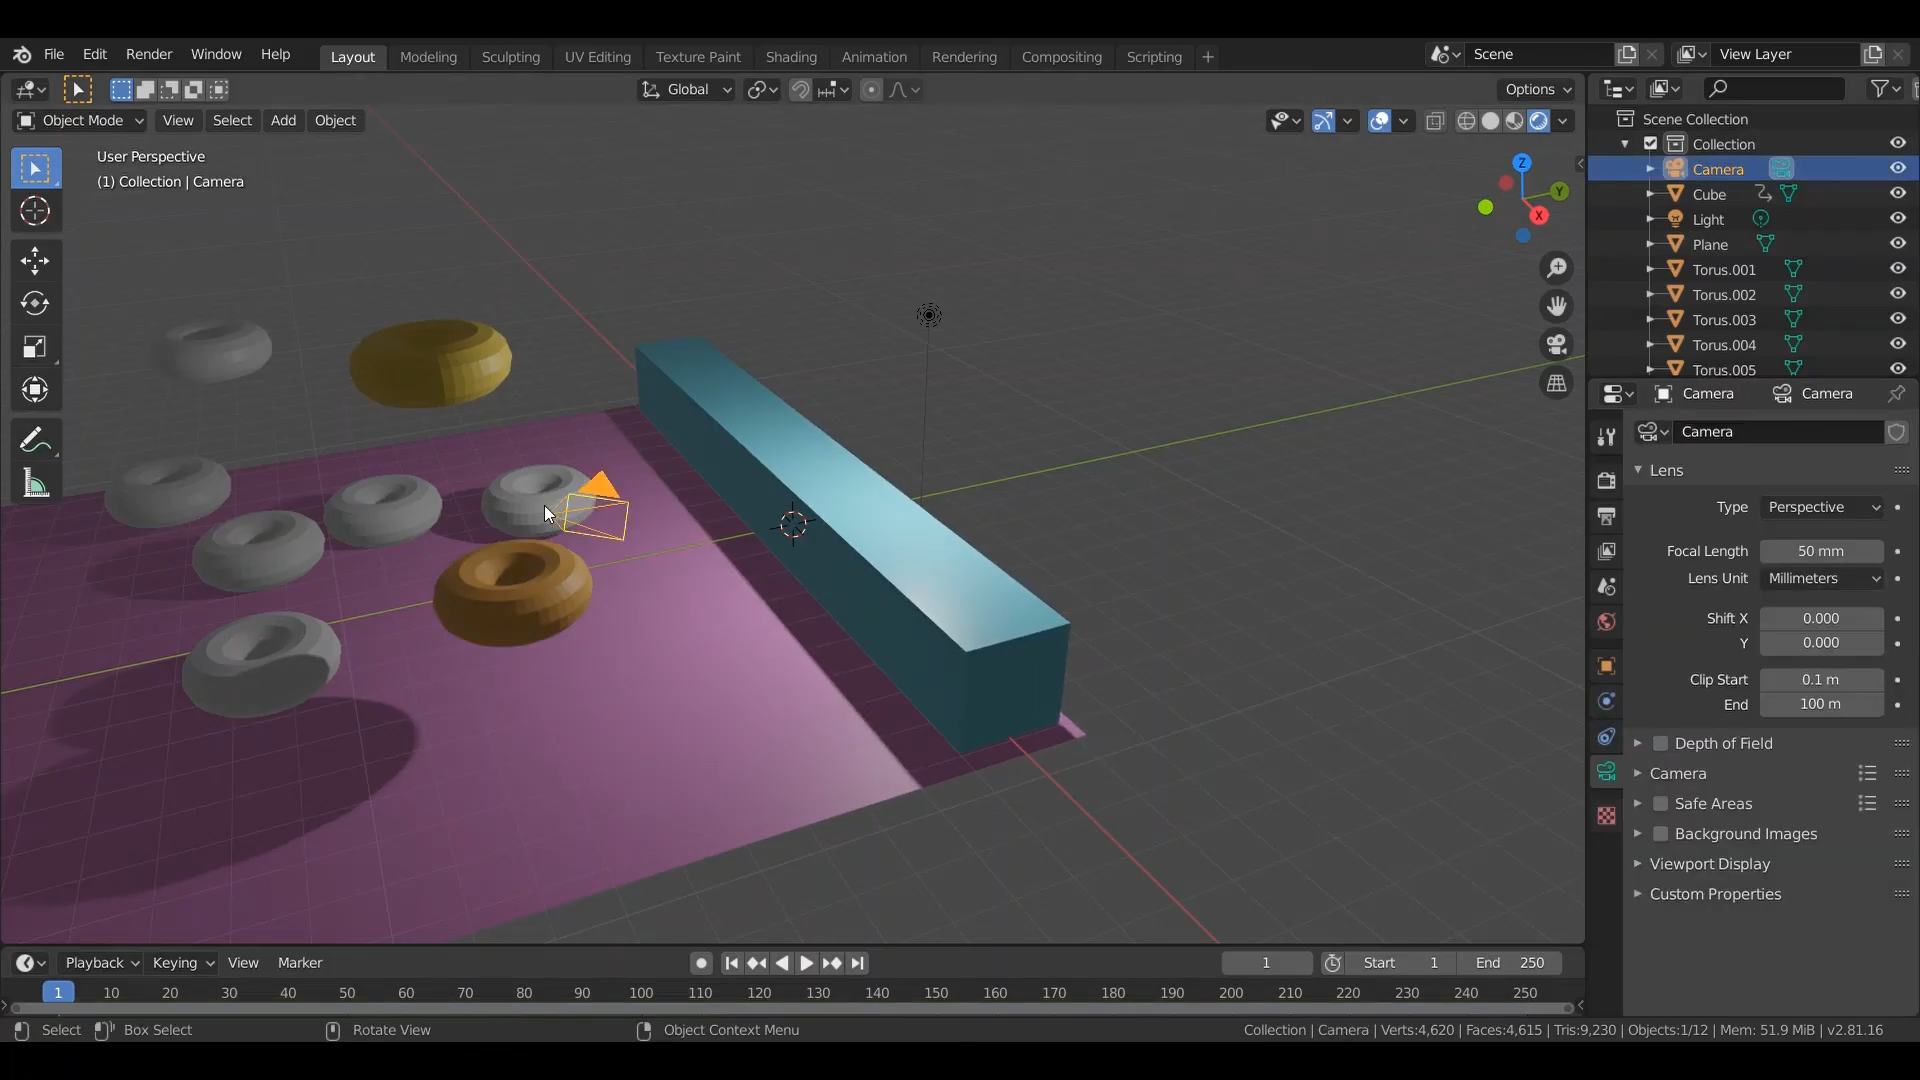 File Edit Render Window Help Layout Modeling Sculpting UV Editing Texture Paint Shading Animation Rendering Compositing Scripting + Scene View Layer
Global Options
Object Mode View Select Add Object
User Perspective
(1) Collection | Camera
Z
Y
X
Scene Collection
Collection
Camera
Cube
Light
Plane
Torus.001
Torus.002
Torus.003
Torus.004
Torus.005
Camera Camera
Camera
Lens
Type Perspective
Focal Length 50 mm
Lens Unit Millimeters
Shift X 0.000
Y 0.000
Clip Start 0.1 m
End 100 m
Depth of Field
Camera
Safe Areas
Background Images
Viewport Display
Custom Properties
Playback Keying View Marker 1 Start 1 End 250
1 10 20 30 40 50 60 70 80 90 100 110 120 130 140 150 160 170 180 190 200 210 220 230 240 250
Select Box Select Rotate View Object Context Menu Collection | Camera | Verts:4,620 | Faces:4,615 | Tris:9,230 | Objects:1/12 | Mem: 51.9 MiB | v2.81.16